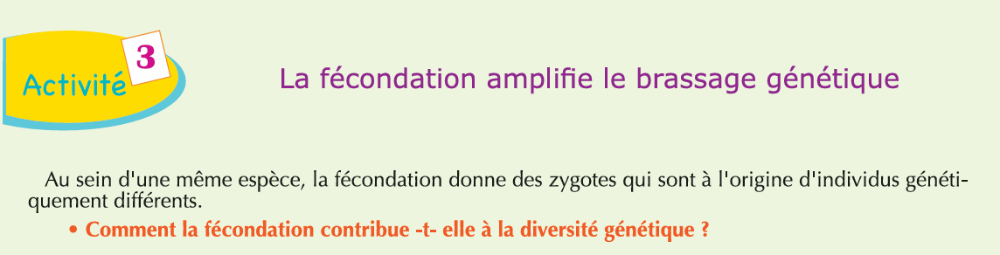 Activité 3
La fécondation amplifie le brassage génétique
Au sein d'une même espèce, la fécondation donne des zygotes qui sont à l'origine d'individus généti-
quement différents.
• Comment la fécondation contribue -t- elle à la diversité génétique ?